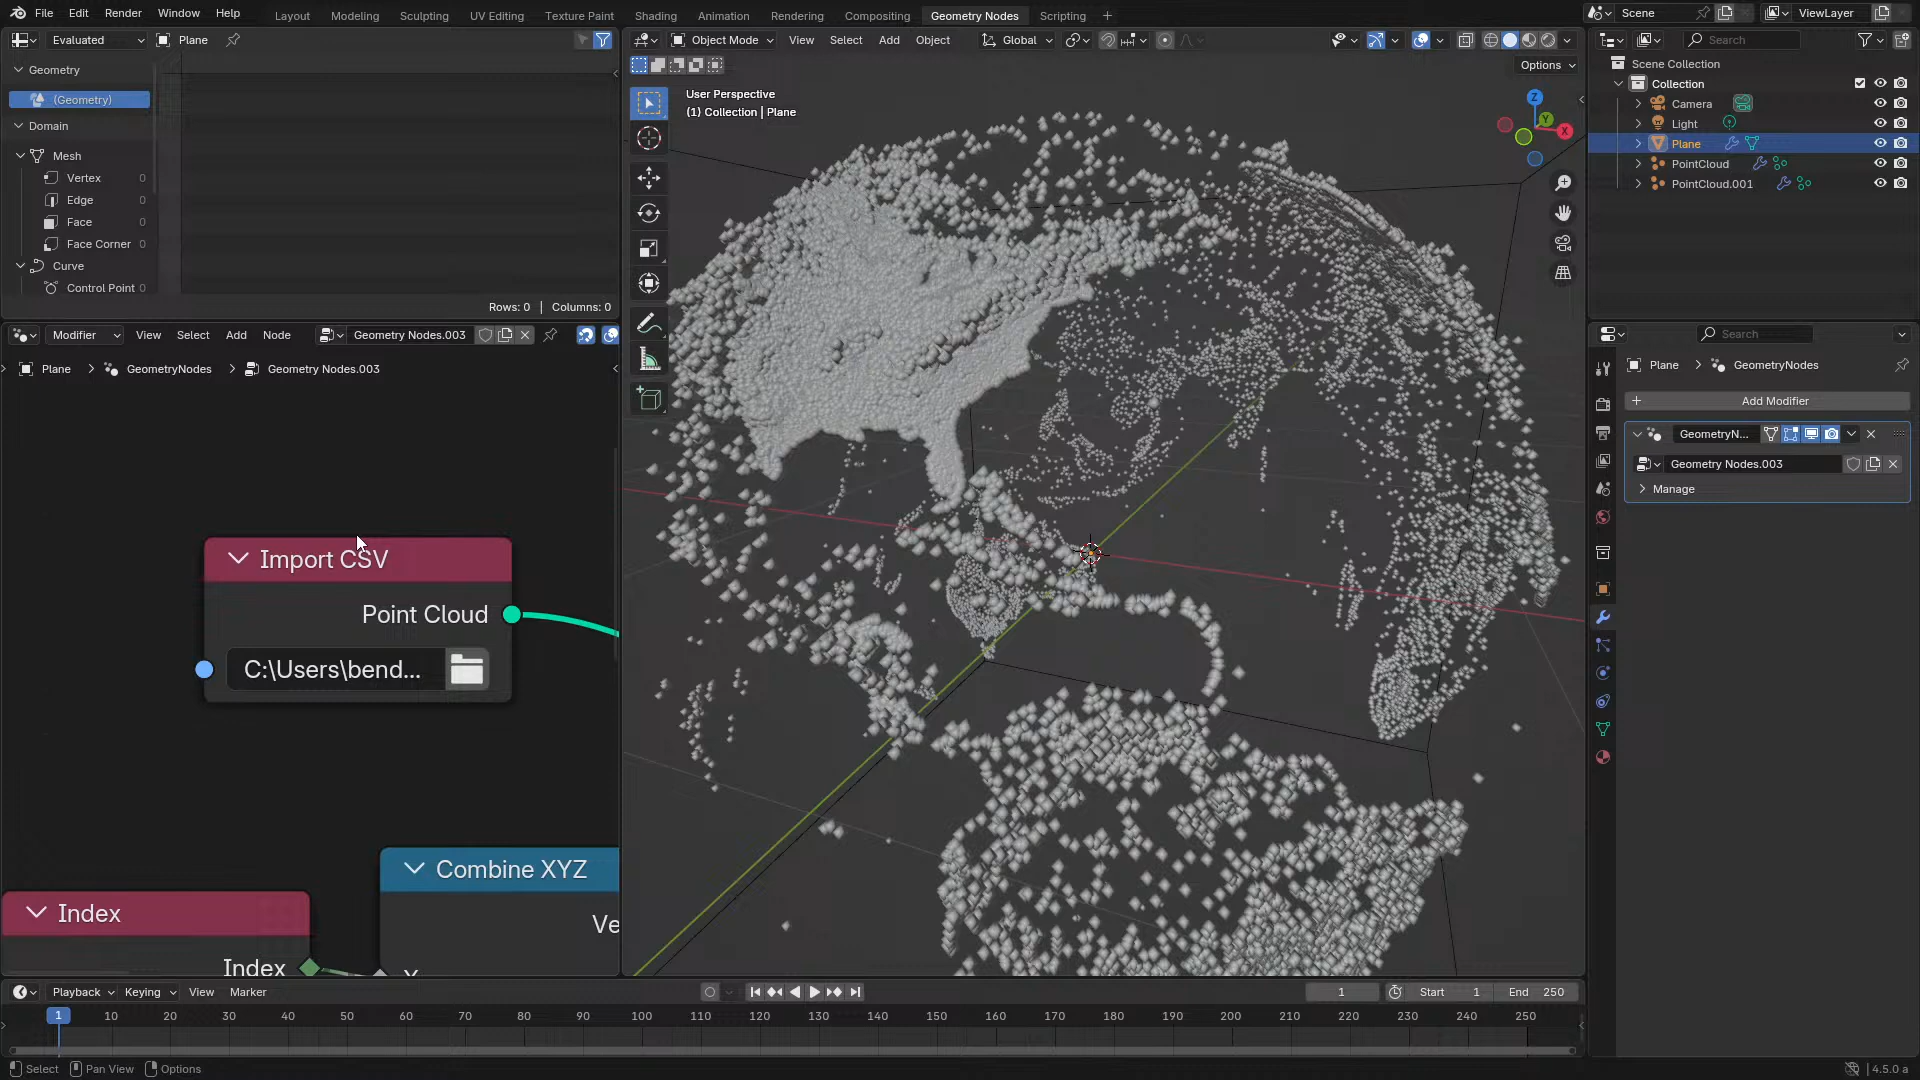 File Edit Render Window Help Layout Modeling Sculpting UV Editing Texture Paint Shading Animation Rendering Compositing Geometry Nodes Scripting + Scene ViewLayer
Evaluated Plane
Geometry
(Geometry)
Domain
Mesh
Vertex 0
Edge 0
Face 0
Face Corner 0
Curve
Control Point 0
Rows: 0 | Columns: 0
Object Mode View Select Add Object Global
Options
User Perspective
(1) Collection | Plane
Z
Y
X
Search
Scene Collection
Collection
Camera
Light
Plane
PointCloud
PointCloud.001
Modifier View Select Add Node Geometry Nodes.003
Plane > GeometryNodes > Geometry Nodes.003
Import CSV
Point Cloud
C:\Users\bend...
Combine XYZ
Ve
Index
Index
X
Search
Plane > GeometryNodes
+ Add Modifier
GeometryN...
Geometry Nodes.003
Manage
Playback Keying View Marker 1 Start 1 End 250
1 10 20 30 40 50 60 70 80 90 100 110 120 130 140 150 160 170 180 190 200 210 220 230 240 250
Select Pan View Options 4.5.0 a